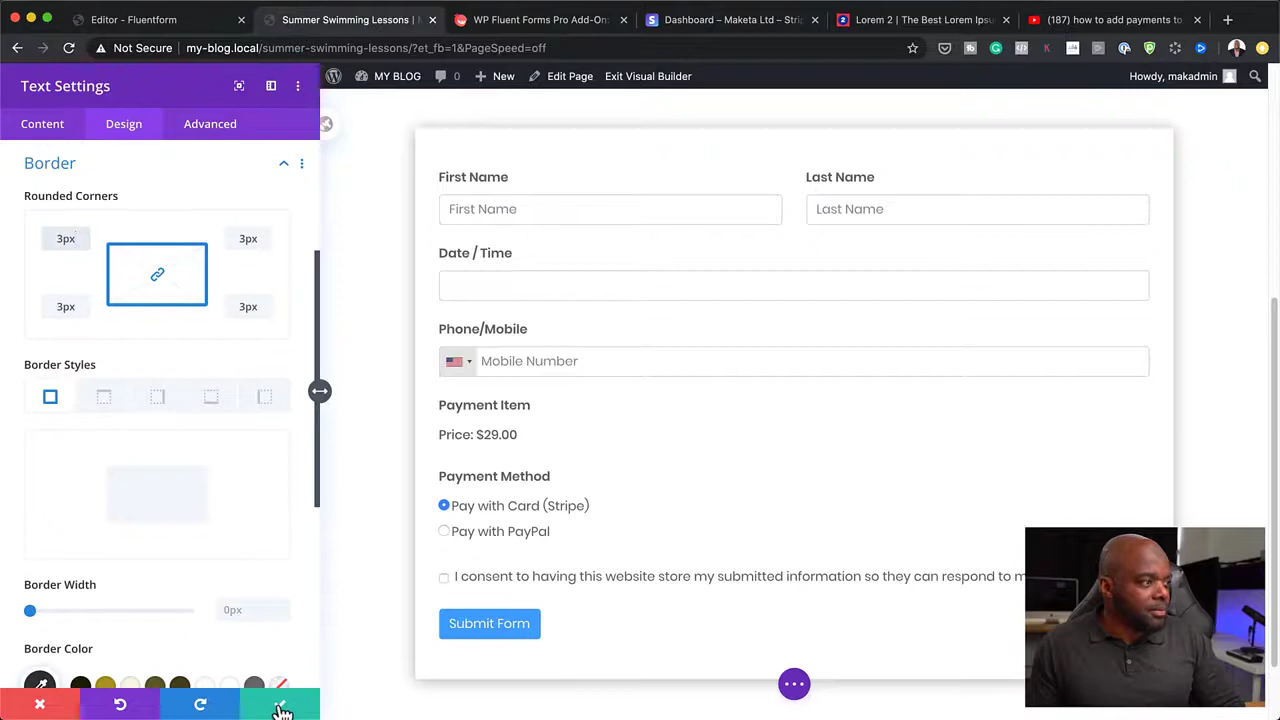 Editor - Fluentform
Summer Swimming Lessons |
WP Fluent Forms Pro Add-On
Dashboard – Maketa Ltd – Stri
Lorem 2 | The Best Lorem Ipsu
(187) how to add payments to
Not Secure
my-blog.local/summer-swimming-lessons/?et_fb=1&PageSpeed=off
MY BLOG
0
New
Edit Page
Exit Visual Builder
Howdy, makadmin
Text Settings
Content
Design
Advanced
Border
Rounded Corners
3px
3px
3px
3px
Border Styles
Border Width
0px
Border Color
First Name
Last Name
First Name
Last Name
Date / Time
Phone/Mobile
Mobile Number
Payment Item
Price: $29.00
Payment Method
Pay with Card (Stripe)
Pay with PayPal
I consent to having this website store my submitted information so they can respond to
Submit Form